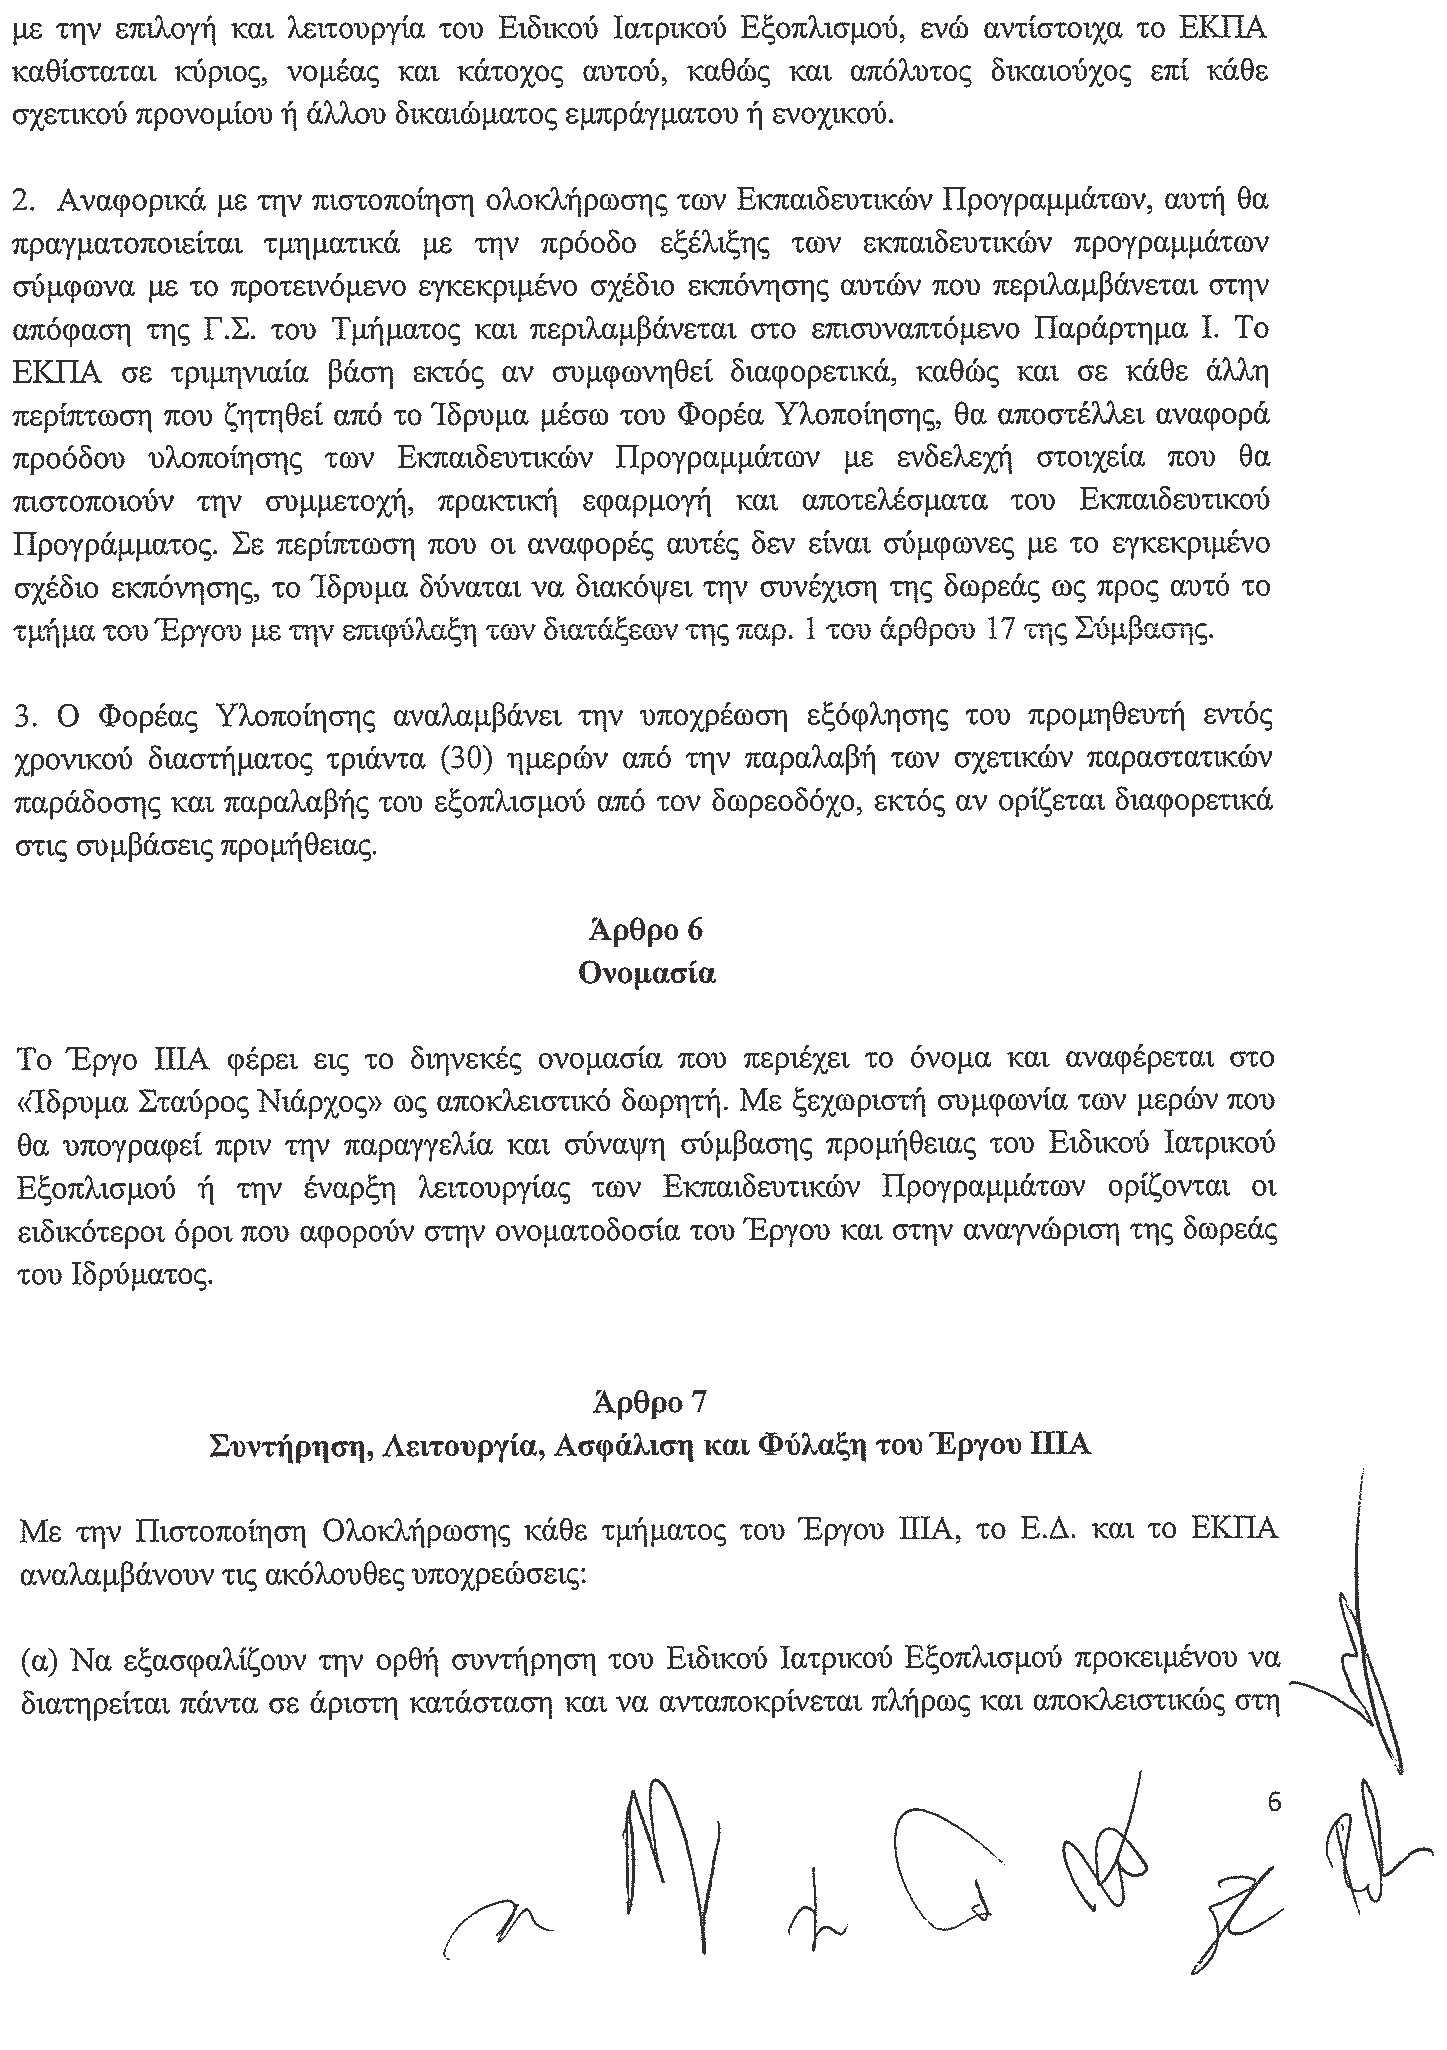 με την επιλογή και λειτουργία του Ειδικού Ιατρικού Εξοπλισμού, ενώ αντίστοιχα το ΕΚΠΑ
καθίσταται κύριος, νομέας και κάτοχος αυτού, καθώς και απόλυτος δικαιούχος επί κάθε
σχετικού προνομίου ή άλλου δικαιώματος εμπράγματου ή ενοχικού.
2. Αναφορικά με την πιστοποίηση ολοκλήρωσης των Εκπαιδευτικών Προγραμμάτων, αυτή θα
πραγματοποιείται τμηματικά με την πρόοδο εξέλιξης των εκπαιδευτικών προγραμμάτων
σύμφωνα με το προτεινόμενο εγκεκριμένο σχέδιο εκπόνησης αυτών που περιλαμβάνεται στην
απόφαση της Γ.Σ. του Τμήματος και περιλαμβάνεται στο επισυναπτόμενο Παράρτημα Ι. Το
ΕΚΠΑ σε τριμηνιαία βάση εκτός αν συμφωνηθεί διαφορετικά, καθώς και σε κάθε άλλη
περίπτωση που ζητηθεί από το Ίδρυμα μέσω του Φορέα Υλοποίησης, θα αποστέλλει αναφορά
προόδου υλοποίησης των Εκπαιδευτικών Προγραμμάτων με ενδελεχή στοιχεία που θα
πιστοποιούν την συμμετοχή, πρακτική εφαρμογή και αποτελέσματα του Εκπαιδευτικού
Προγράμματος. Σε περίπτωση που οι αναφορές αυτές δεν είναι σύμφωνες με το εγκεκριμένο
σχέδιο εκπόνησης, το Ίδρυμα δύναται να διακόψει την συνέχιση της δωρεάς ως προς αυτό το
τμήμα του Έργου με την επιφύλαξη των διατάξεων της παρ. 1 του άρθρου 17 της Σύμβασης.
3. Ο Φορέας Υλοποίησης αναλαμβάνει την υποχρέωση εξόφλησης του προμηθευτή εντός
χρονικού διαστήματος τριάντα (30) ημερών από την παραλαβή των σχετικών παραστατικών
παράδοσης και παραλαβής του εξοπλισμού από τον δωρεοδόχο, εκτός αν ορίζεται διαφορετικά
στις συμβάσεις προμήθειας.
Άρθρο 6
Ονομασία
Το Έργο ΙΙΙΑ φέρει εις το διηνεκές ονομασία που περιέχει το όνομα και αναφέρεται στο
«Ίδρυμα Σταύρος Νιάρχος» ως αποκλειστικό δωρητή. Με ξεχωριστή συμφωνία των μερών που
θα υπογραφεί πριν την παραγγελία και σύναψη σύμβασης προμήθειας του Ειδικού Ιατρικού
Εξοπλισμού ή την έναρξη λειτουργίας των Εκπαιδευτικών Προγραμμάτων ορίζονται οι
ειδικότεροι όροι που αφορούν στην ονοματοδοσία του Έργου και στην αναγνώριση της δωρεάς
του Ιδρύματος.
Άρθρο 7
Συντήρηση, Λειτουργία, Ασφάλιση και Φύλαξη του Έργου ΙΙΙΑ
Με την Πιστοποίηση Ολοκλήρωσης κάθε τμήματος του Έργου ΙΙΙΑ, το Ε.Δ. και το ΕΚΠΑ
αναλαμβάνουν τις ακόλουθες υποχρεώσεις:
(α) Να εξασφαλίζουν την ορθή συντήρηση του Ειδικού Ιατρικού Εξοπλισμού προκειμένου να
διατηρείται πάντα σε άριστη κατάσταση και να ανταποκρίνεται πλήρως και αποκλειστικώς στη
6